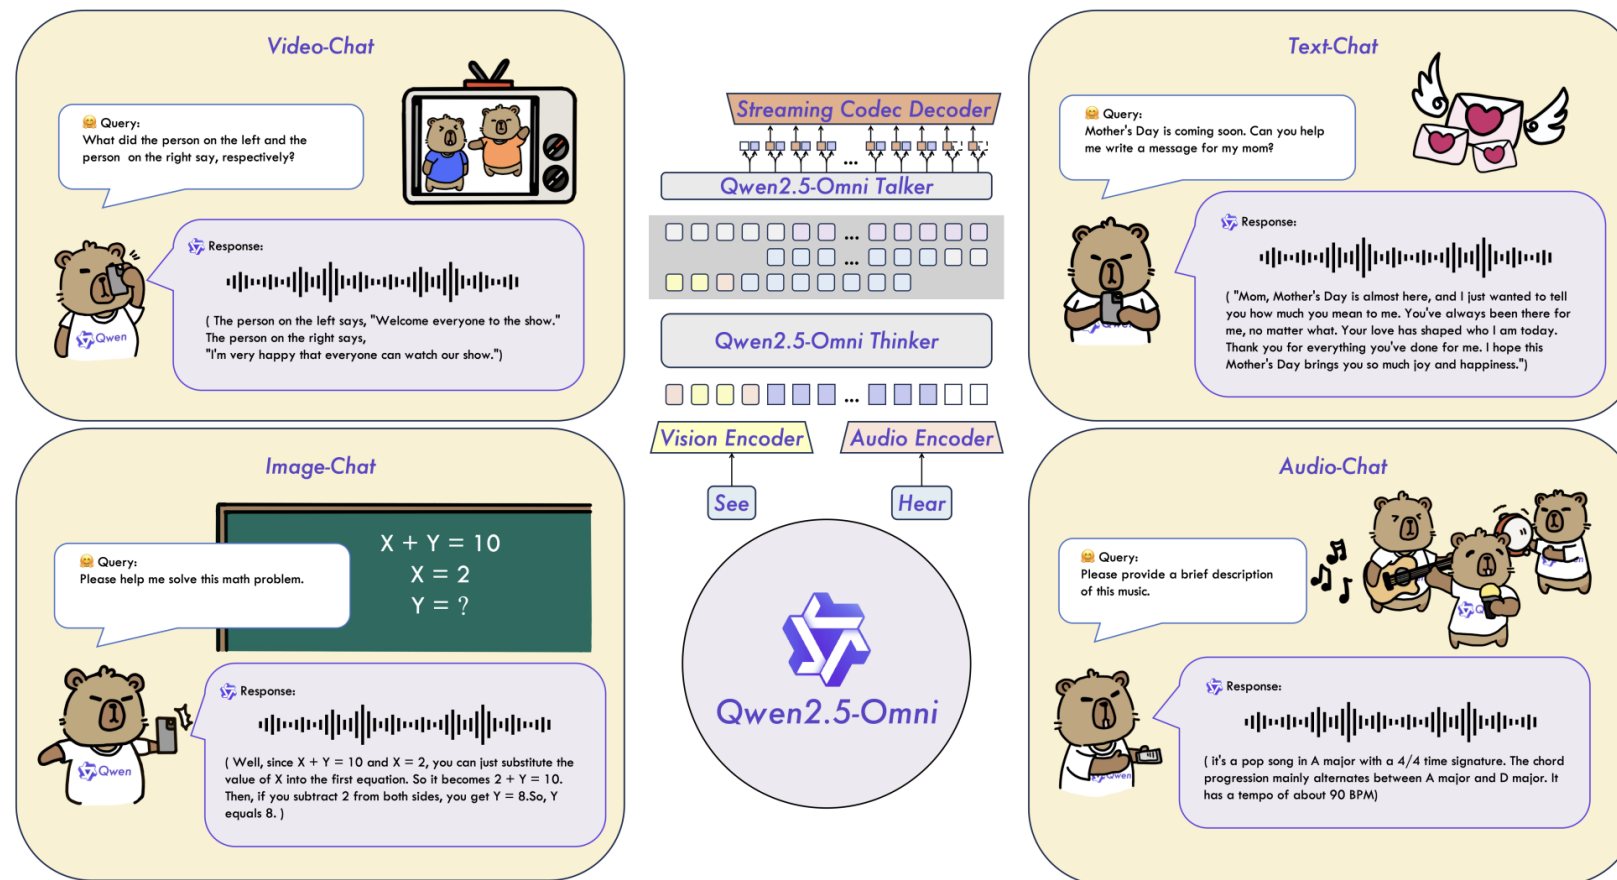 Video-Chat
Query:
What did the person on the left and the
person on the right say, respectively?
Response:
( The person on the left says, "Welcome everyone to the show."
The person on the right says,
"I'm very happy that everyone can watch our show.")
Qwen
Image-Chat
X + Y = 10
X = 2
Y = ?
Query:
Please help me solve this math problem.
Response:
( Well, since X + Y = 10 and X = 2, you can just substitute the
value of X into the first equation. So it becomes 2 + Y = 10.
Then, if you subtract 2 from both sides, you get Y = 8.So, Y
equals 8. )
Qwen
Streaming Codec Decoder
...
Qwen2.5-Omni Talker
...
...
Qwen2.5-Omni Thinker
...
Vision Encoder
Audio Encoder
See
Hear
Qwen2.5-Omni
Text-Chat
Query:
Mother's Day is coming soon. Can you help
me write a message for my mom?
Response:
( "Mom, Mother's Day is almost here, and I just wanted to tell
you how much you mean to me. You've always been there for
me, no matter what. Your love has shaped who I am today.
Thank you for everything you've done for me. I hope this
Mother's Day brings you so much joy and happiness.")
Qwen
Audio-Chat
Query:
Please provide a brief description
of this music.
Response:
( it's a pop song in A major with a 4/4 time signature. The chord
progression mainly alternates between A major and D major. It
has a tempo of about 90 BPM)
Qwen